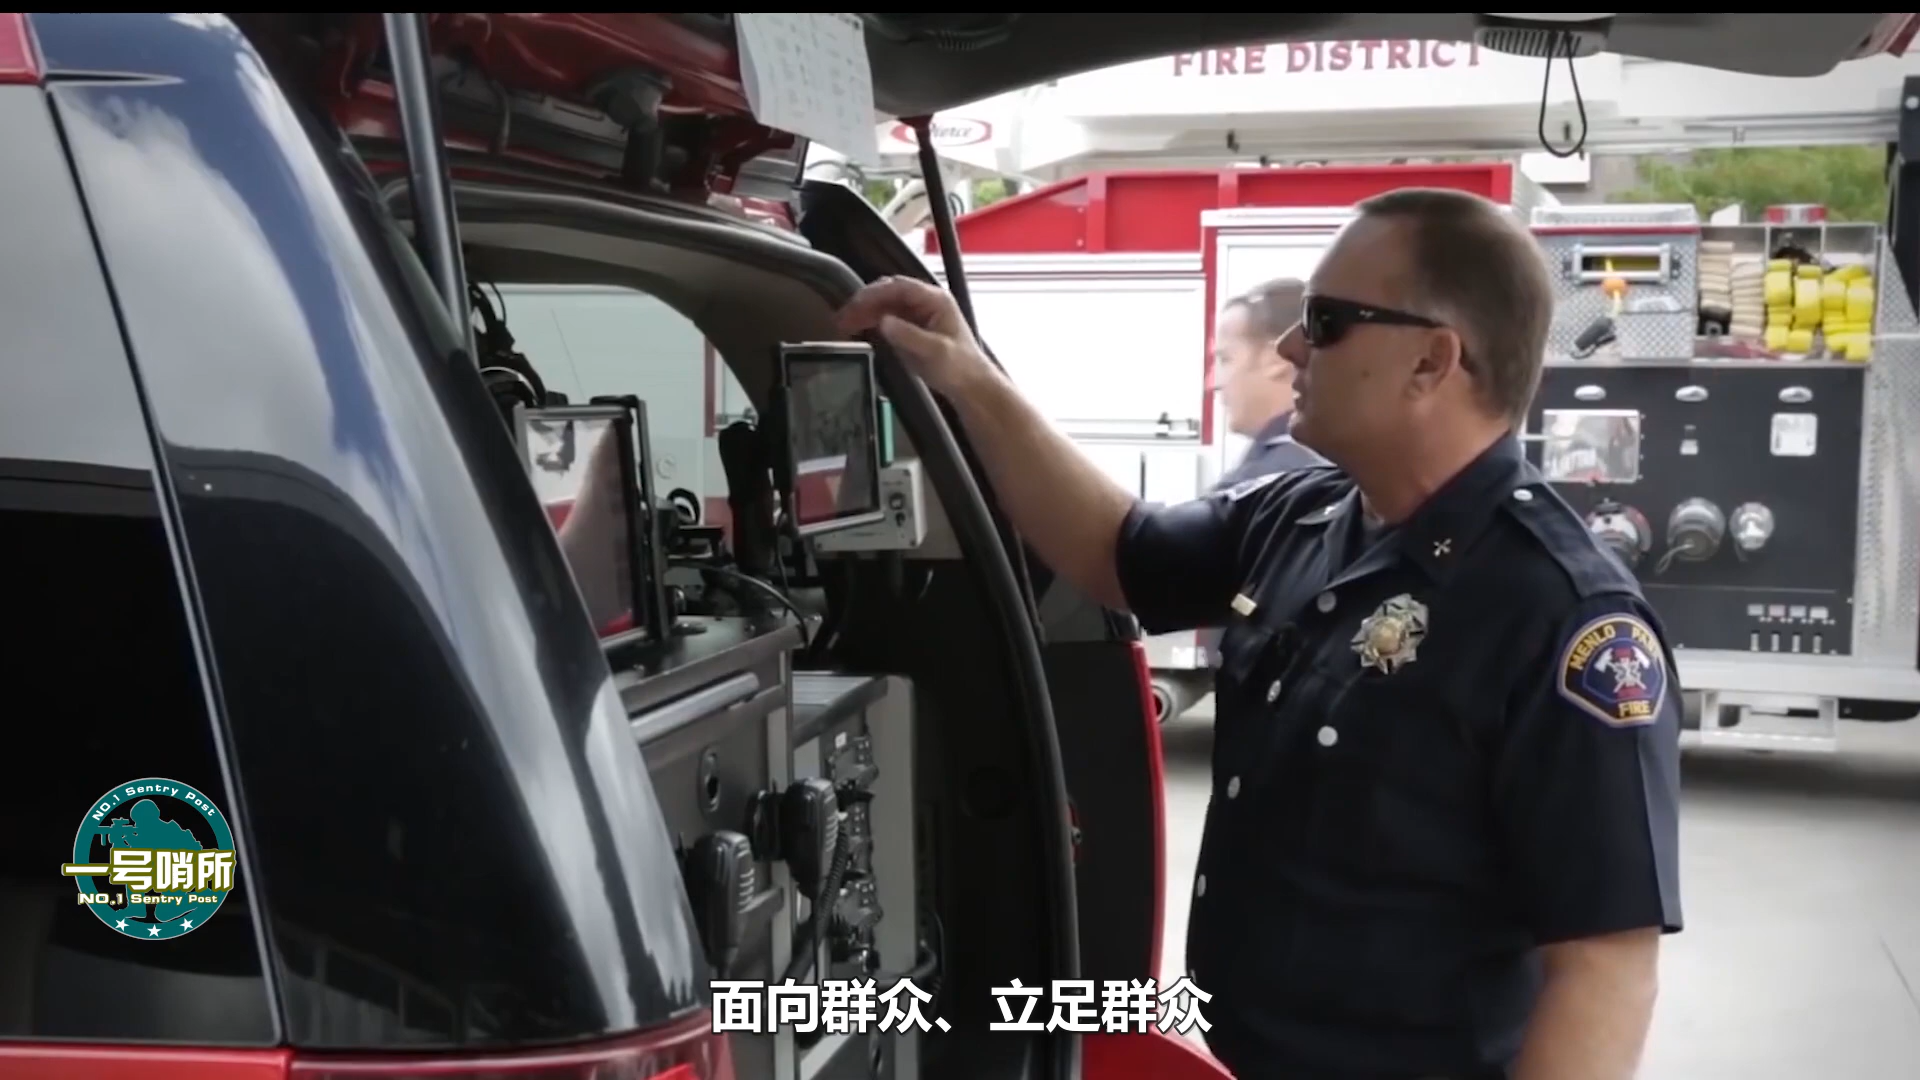 FIRE DISTRICT
Pierce
MENLO PARK
FIRE
NO.1 Sentry Post
一号哨所
NO.1 Sentry Post
面向群众、立足群众